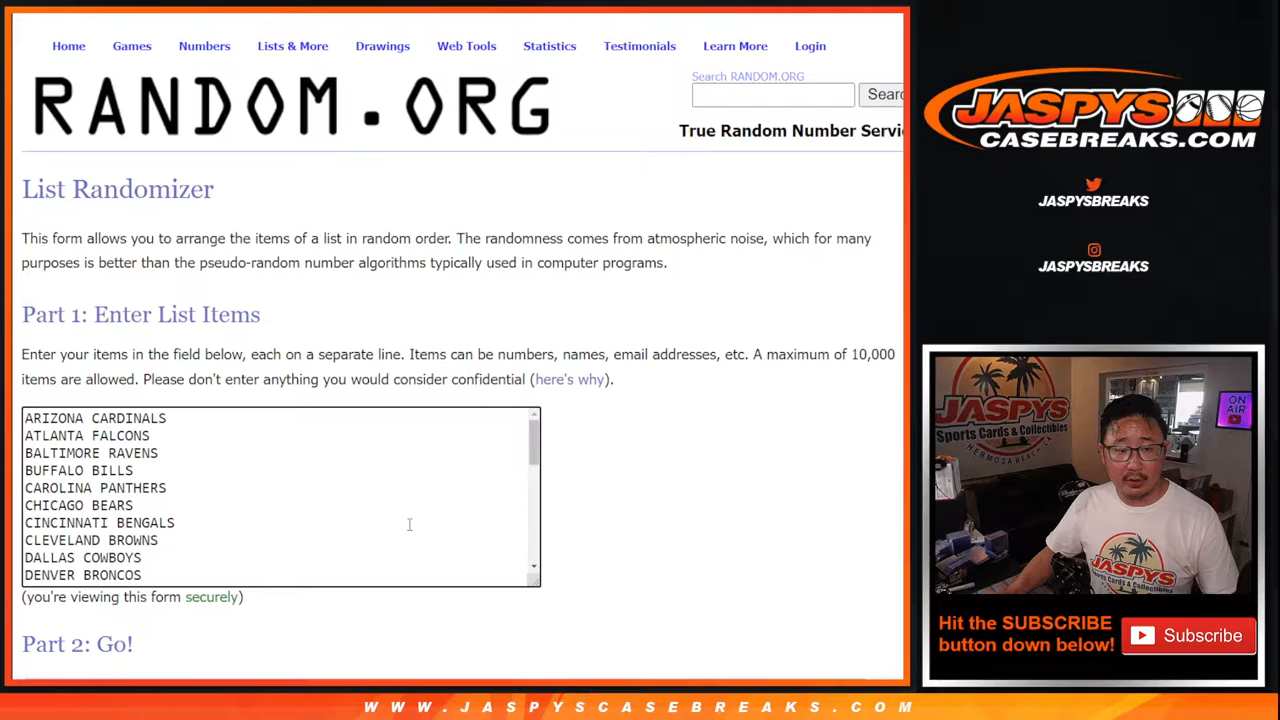 Home Games Numbers Lists & More Drawings Web Tools Statistics Testimonials Learn More Login
RANDOM.ORG
Search RANDOM.ORG
Searc
True Random Number Servi
List Randomizer
This form allows you to arrange the items of a list in random order. The randomness comes from atmospheric noise, which for many
purposes is better than the pseudo-random number algorithms typically used in computer programs.
Part 1: Enter List Items
Enter your items in the field below, each on a separate line. Items can be numbers, names, email addresses, etc. A maximum of 10,000
items are allowed. Please don't enter anything you would consider confidential (here's why).
ARIZONA CARDINALS
ATLANTA FALCONS
BALTIMORE RAVENS
BUFFALO BILLS
CAROLINA PANTHERS
CHICAGO BEARS
CINCINNATI BENGALS
CLEVELAND BROWNS
DALLAS COWBOYS
DENVER BRONCOS
(you're viewing this form securely)
Part 2: Go!
JASPYS
CASEBREAKS.COM
JASPYSBREAKS
JASPYSBREAKS
JASPYS
Sports Cards & Collectibles
HERMOSA BEACH, CA
ON
AIR
JASPYS
Sports Cards & Collectibles
Hit the SUBSCRIBE
button down below!
Subscribe
WWW.JASPYSCASEBREAKS.COM